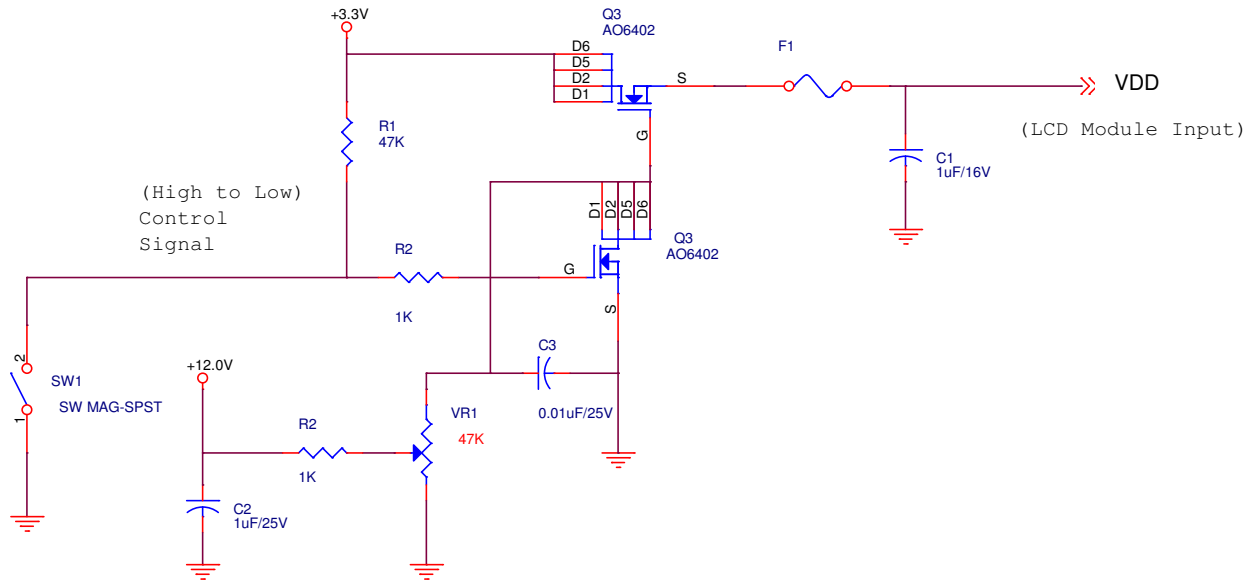 +3.3V
Q3
AO6402
D6
D5
D2
D1
S
G
F1
VDD
(LCD Module Input)
C1
1uF/16V
R1
47K
(High to Low)
Control
Signal
D1
D2
D5
D6
Q3
AO6402
R2
1K
G
S
C3
0.01uF/25V
2
1
SW1
SW MAG-SPST
+12.0V
R2
1K
VR1
47K
C2
1uF/25V